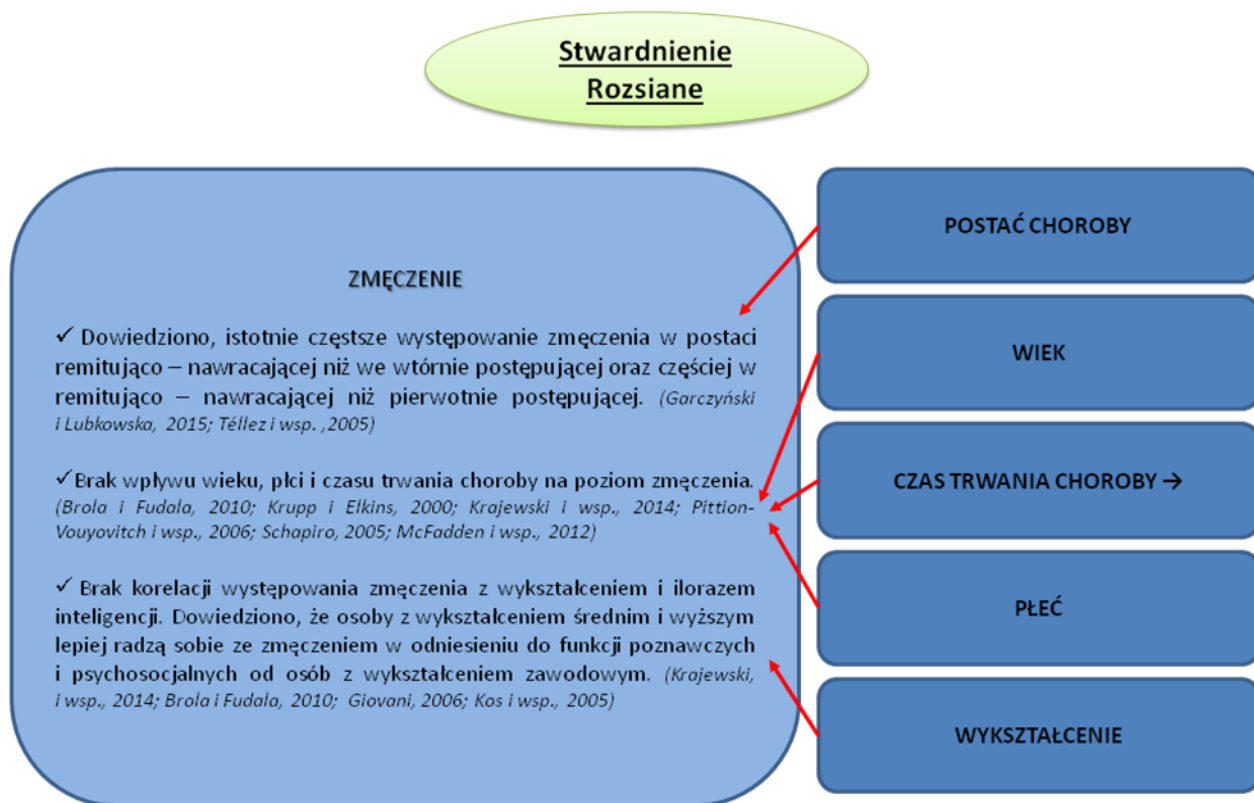 Stwardnienie
Rozsiane
ZMĘCZENIE
✓ Dowiedziono, istotnie częstsze występowanie zmęczenia w postaci
remitująco – nawracającej niż we wtórnie postępującej oraz częściej w
remitująco – nawracającej niż pierwotnie postępującej. (Garczyński
i Lubkowska, 2015; Téllez i wsp. ,2005)
✓Brak wpływu wieku, płci i czasu trwania choroby na poziom zmęczenia.
(Brola i Fudala, 2010; Krupp i Elkins, 2000; Krajewski i wsp., 2014; Pittion-
Vouyovitch i wsp., 2006; Schapiro, 2005; McFadden i wsp., 2012)
✓ Brak korelacji występowania zmęczenia z wykształceniem i ilorazem
inteligencji. Dowiedziono, że osoby z wykształceniem średnim i wyższym
lepiej radzą sobie ze zmęczeniem w odniesieniu do funkcji poznawczych
i psychosocjalnych od osób z wykształceniem zawodowym. (Krajewski,
i wsp., 2014; Brola i Fudala, 2010; Giovani, 2006; Kos i wsp., 2005)
POSTAĆ CHOROBY
WIEK
CZAS TRWANIA CHOROBY →
PŁEĆ
WYKSZTAŁCENIE